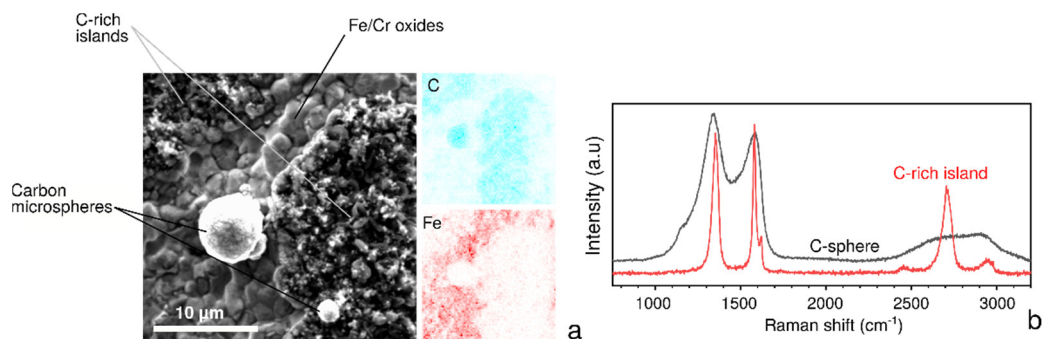 C-rich
islands
Fe/Cr oxides
Carbon
microspheres
10 µm
C
Fe
a
Intensity (a.u)
C-rich island
C-sphere
1000 1500 2000 2500 3000
Raman shift (cm⁻¹)
b